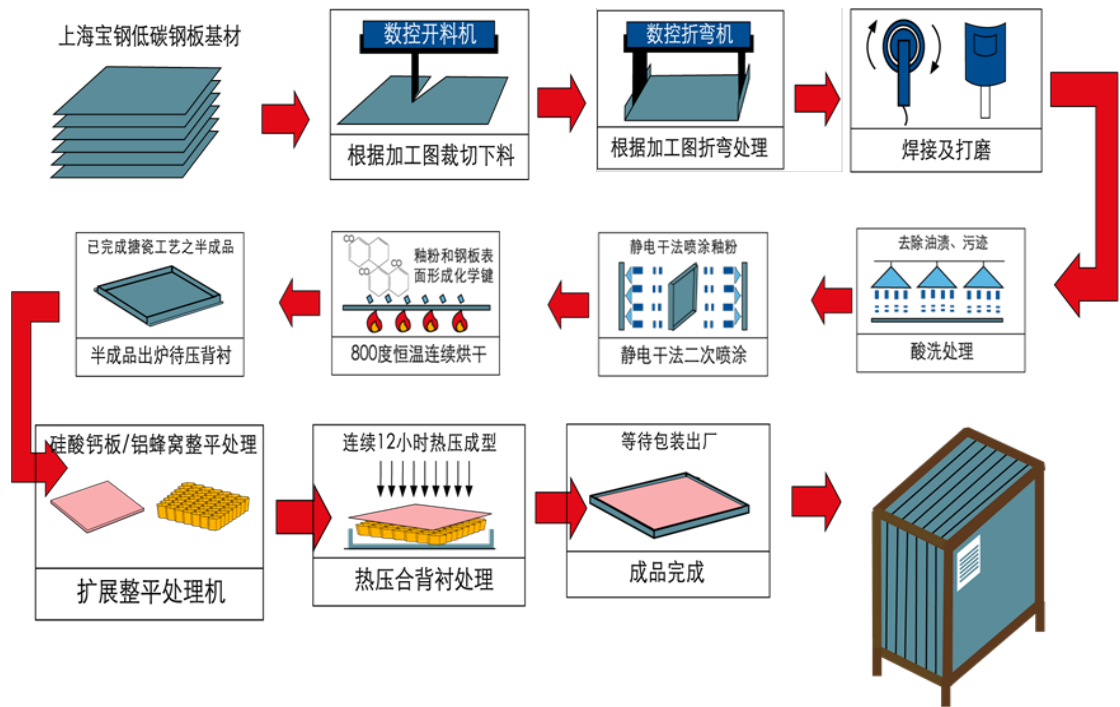 上海宝钢低碳钢板基材
数控开料机
根据加工图裁切下料
数控折弯机
根据加工图折弯处理
焊接及打磨
去除油渍、污迹
酸洗处理
静电干法喷涂釉粉
静电干法二次喷涂
釉粉和钢板表
面形成化学键
800度恒温连续烘干
已完成搪瓷工艺之半成品
半成品出炉待压背衬
硅酸钙板/铝蜂窝整平处理
扩展整平处理机
连续12小时热压成型
热压合背衬处理
等待包装出厂
成品完成